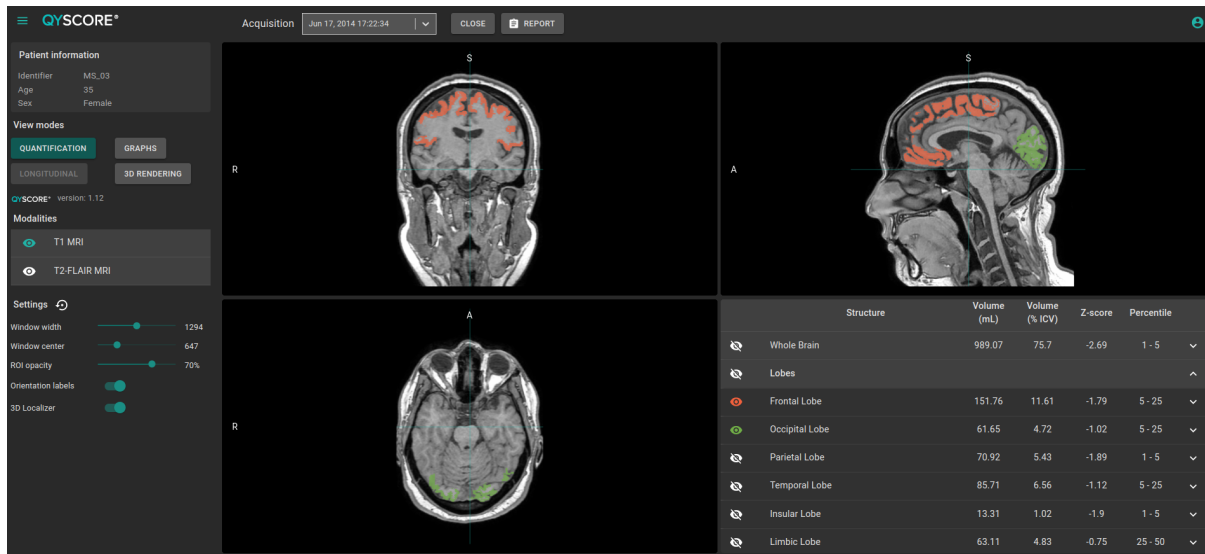 QYSCORE®
Acquisition Jun 17, 2014 17:22:34 CLOSE REPORT
Patient information
Identifier MS_03
Age 35
Sex Female
View modes
QUANTIFICATION GRAPHS
LONGITUDINAL 3D RENDERING
QYSCORE® version: 1.12
Modalities
T1 MRI
T2-FLAIR MRI
Settings
Window width 1294
Window center 647
ROI opacity 70%
Orientation labels
3D Localizer
S
R
S
A
A
R
Structure Volume (mL) Volume (% ICV) Z-score Percentile
Whole Brain 989.07 75.7 -2.69 1 - 5
Lobes
Frontal Lobe 151.76 11.61 -1.79 5 - 25
Occipital Lobe 61.65 4.72 -1.02 5 - 25
Parietal Lobe 70.92 5.43 -1.89 1 - 5
Temporal Lobe 85.71 6.56 -1.12 5 - 25
Insular Lobe 13.31 1.02 -1.9 1 - 5
Limbic Lobe 63.11 4.83 -0.75 25 - 50